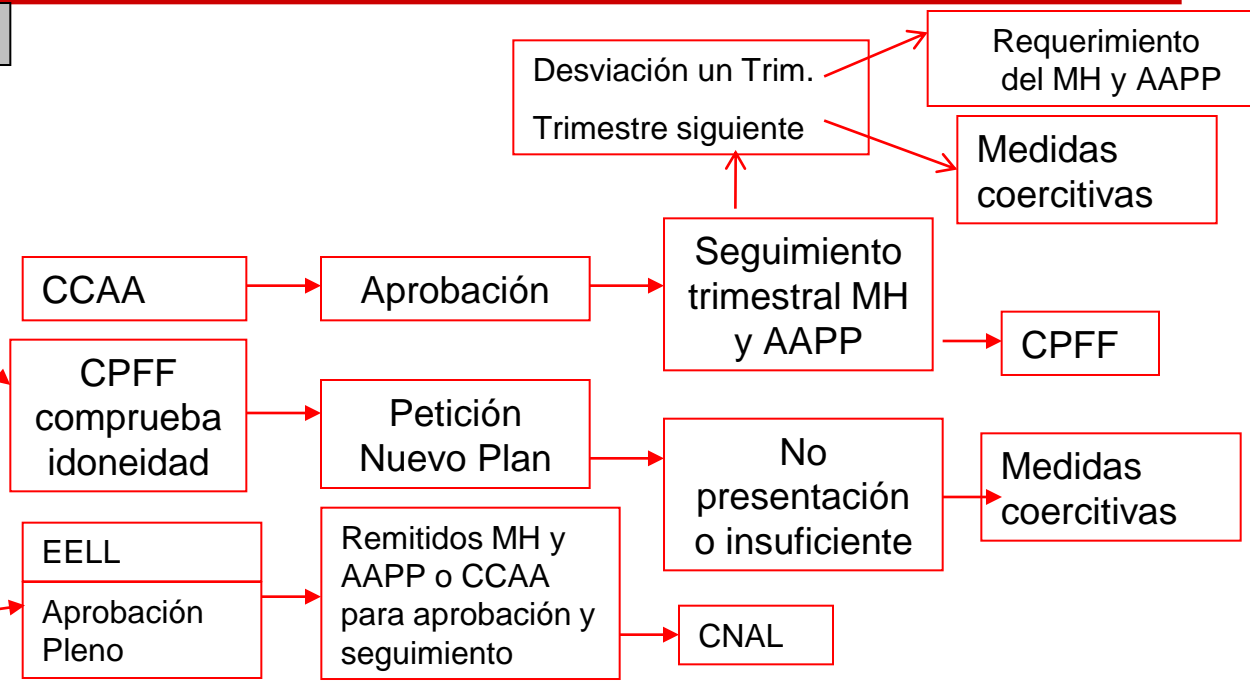 Desviación un Trim.
Trimestre siguiente
Requerimiento
del MH y AAPP
Medidas
coercitivas
CCAA
Aprobación
Seguimiento
trimestral MH
y AAPP
CPFF
CPFF
comprueba
idoneidad
Petición
Nuevo Plan
No
presentación
o insuficiente
Medidas
coercitivas
EELL
Aprobación
Pleno
Remitidos MH y
AAPP o CCAA
para aprobación y
seguimiento
CNAL